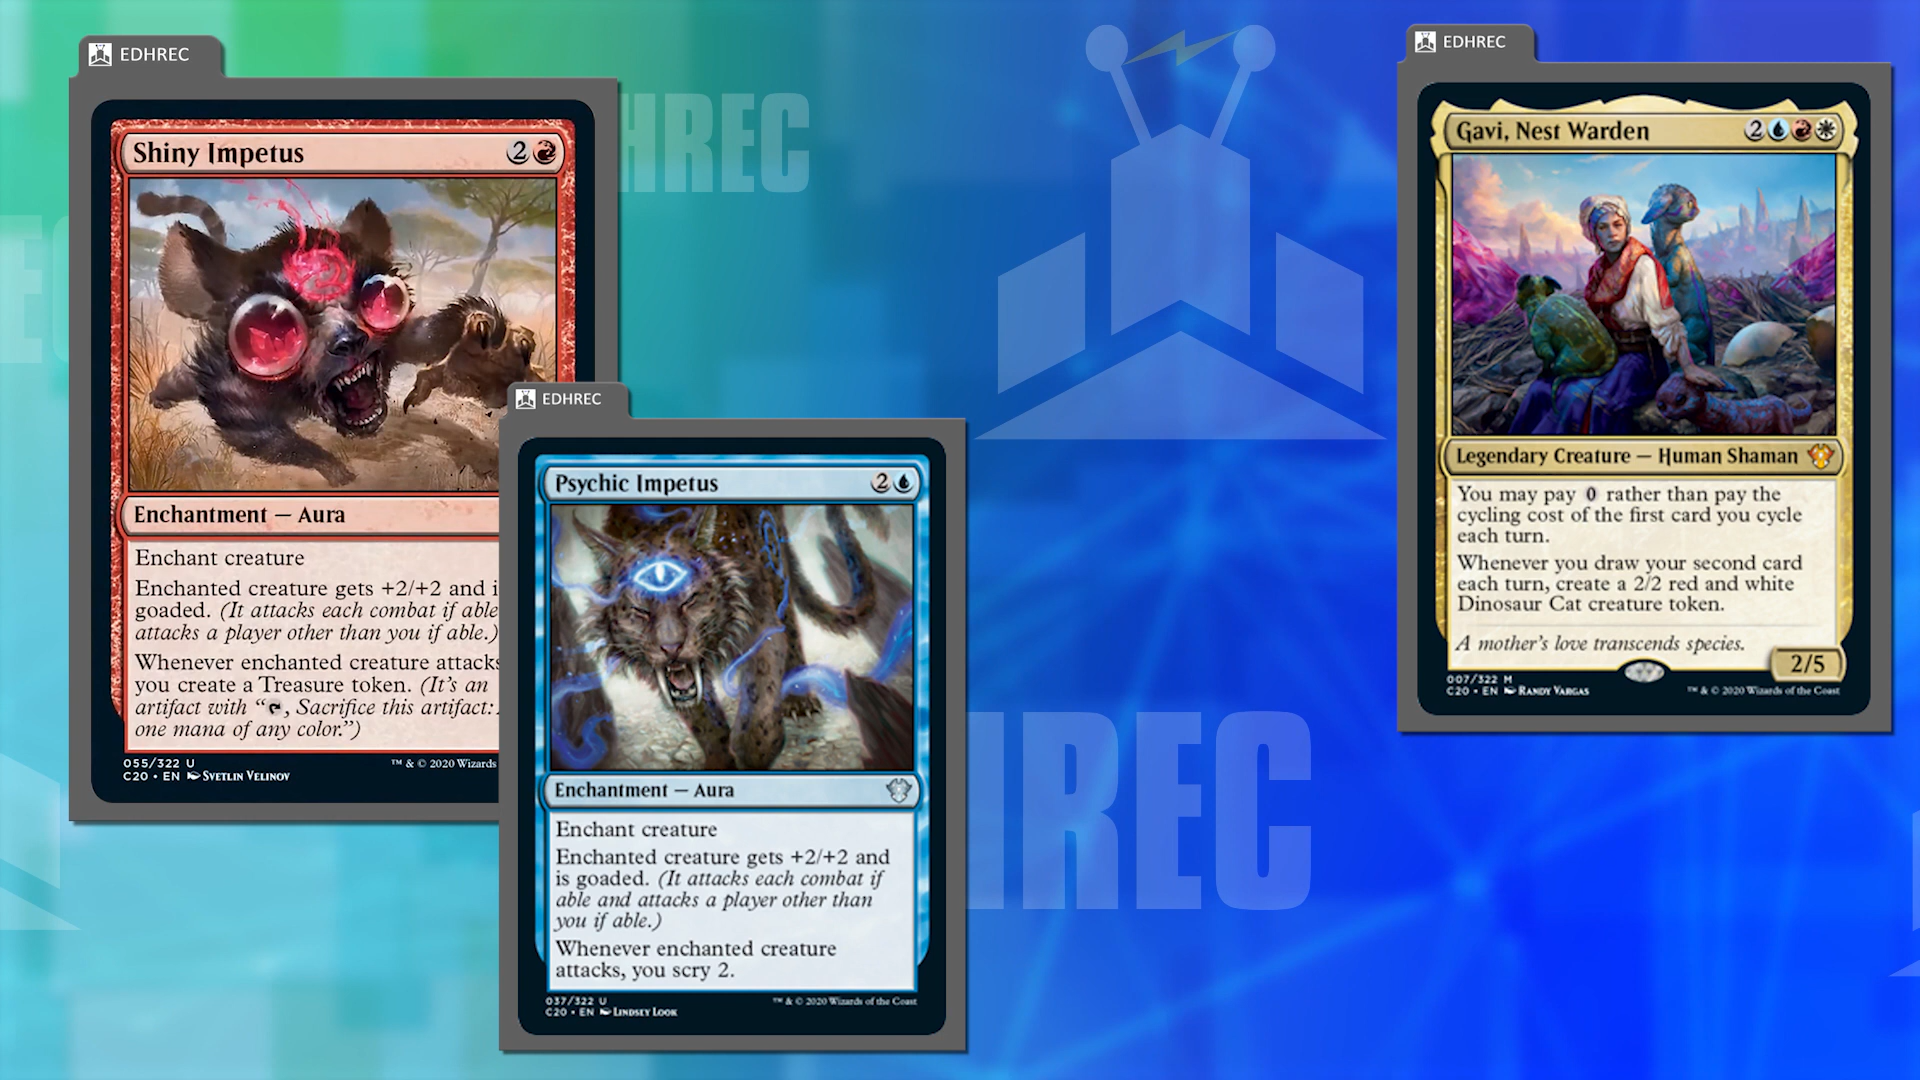 EDHREC
Shiny Impetus 2
Enchantment — Aura
Enchant creature
Enchanted creature gets +2/+2 and i
goaded. (It attacks each combat if able
attacks a player other than you if able.)
Whenever enchanted creature attacks
you create a Treasure token. (It's an
artifact with “ , Sacrifice this artifact:
one mana of any color.”)
055/322 U
C20 • EN Svetlin Velinov
™ & © 2020 Wizards
EDHREC
Psychic Impetus 2
Enchantment — Aura
Enchant creature
Enchanted creature gets +2/+2 and
is goaded. (It attacks each combat if
able and attacks a player other than
you if able.)
Whenever enchanted creature
attacks, you scry 2.
037/322 U
C20 • EN Lindsey Look
™ & © 2020 Wizards of the Coast
EDHREC
Gavi, Nest Warden 2
Legendary Creature — Human Shaman
You may pay 0 rather than pay the
cycling cost of the first card you cycle
each turn.
Whenever you draw your second card
each turn, create a 2/2 red and white
Dinosaur Cat creature token.
A mother's love transcends species.
2/5
007/322 M
C20 • EN Randy Vargas
™ & © 2020 Wizards of the Coast
HREC
HREC